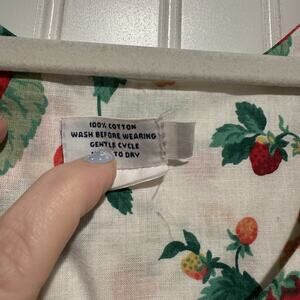 100% COTTON
WASH BEFORE WEARING
GENTLE CYCLE
TO DRY